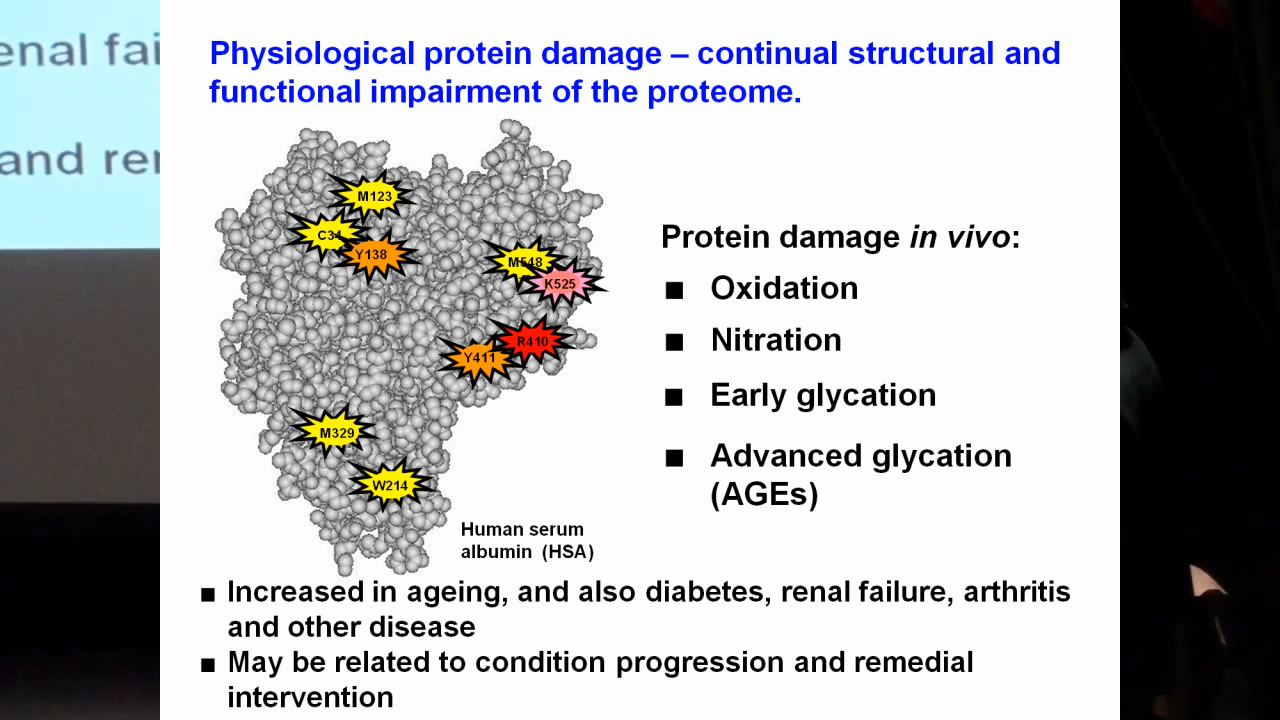 enal fai
and rer
Physiological protein damage – continual structural and
functional impairment of the proteome.
M123
C34
Y138
M548
K525
R410
Y411
M329
W214
Human serum
albumin (HSA)
Protein damage in vivo:
■ Oxidation
■ Nitration
■ Early glycation
■ Advanced glycation
(AGEs)
■ Increased in ageing, and also diabetes, renal failure, arthritis
and other disease
■ May be related to condition progression and remedial
intervention